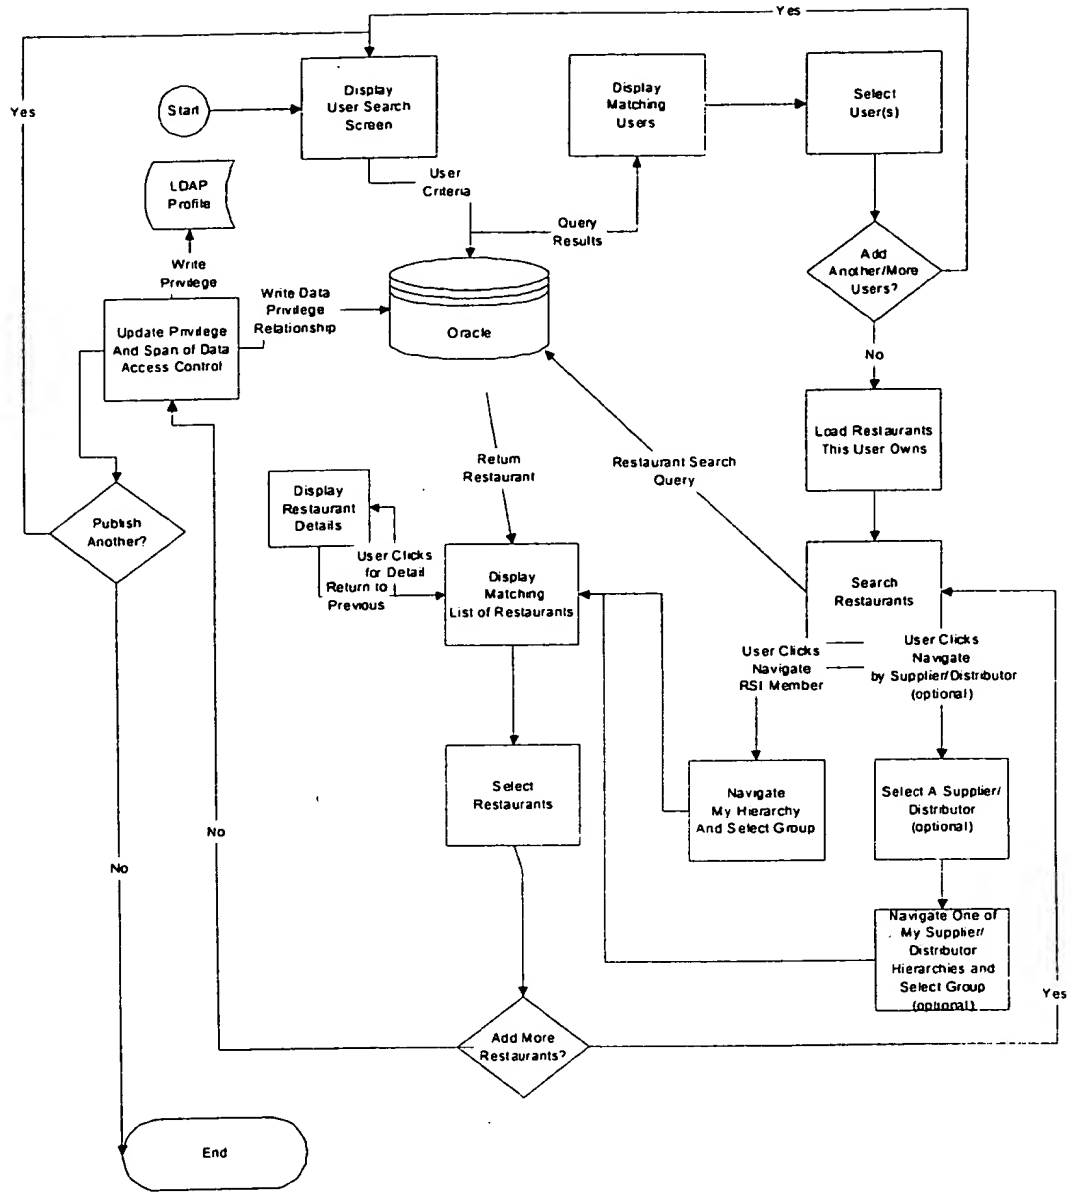 Yes
Yes
Start
Display
User Search
Screen
Display
Matching
Users
Select
User(s)
LDAP
Profile
User
Criteria
Query
Results
Add
Another/More
Users?
Write
Privilege
Write Data
Privilege
Relationship
Update Privilege
And Span of Data
Access Control
Oracle
No
Load Restaurants
This User Owns
Return
Restaurant
Restaurant Search
Query
Display
Restaurant
Details
Publish
Another?
User Clicks
for Detail
Return to
Previous
Display
Matching
List of Restaurants
Search
Restaurants
User Clicks
Navigate
RSI Member
User Clicks
Navigate
by Supplier/Distributor
(optional)
Select
Restaurants
Navigate
My Hierarchy
And Select Group
Select A Supplier/
Distributor
(optional)
No
No
Navigate One of
My Supplier/
Distributor
Hierarchies and
Select Group
(optional)
Yes
Add More
Restaurants?
End